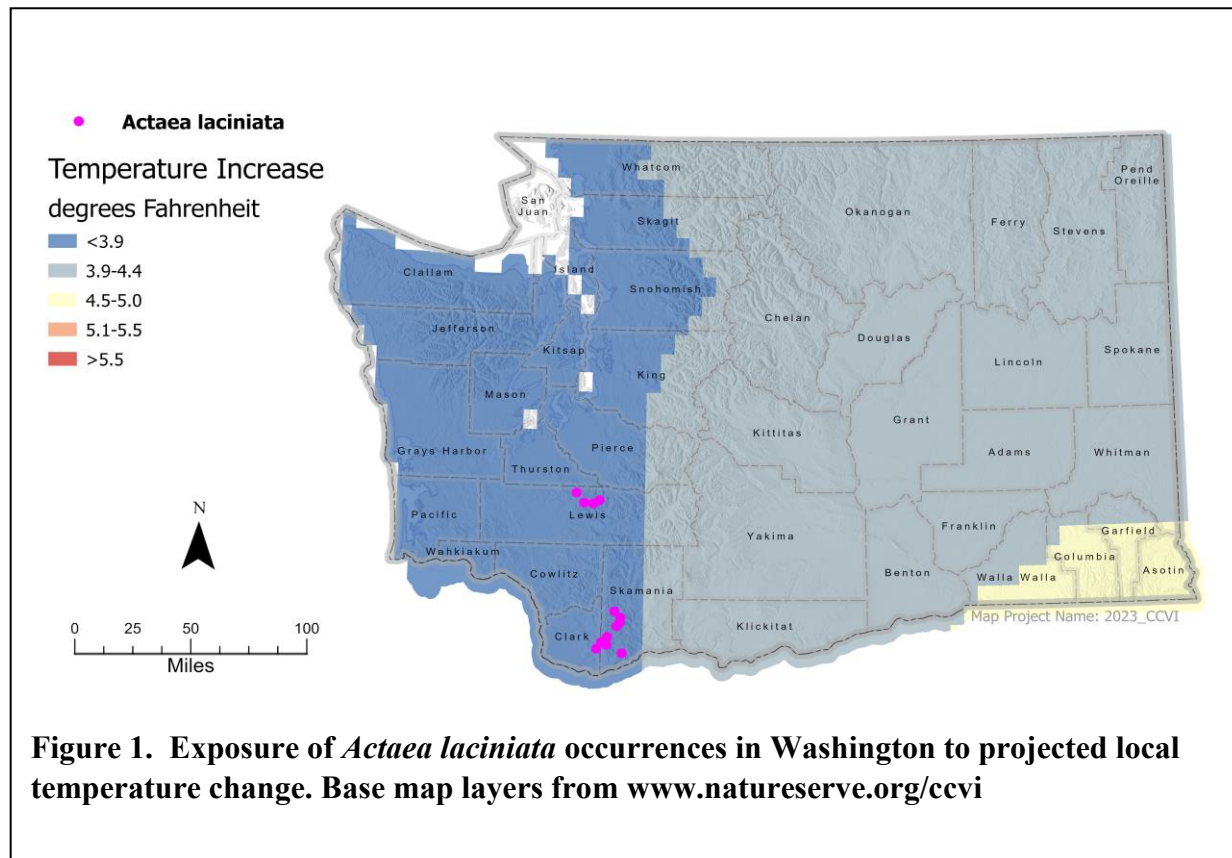 Actaea laciniata
Temperature Increase
degrees Fahrenheit
<3.9
3.9-4.4
4.5-5.0
5.1-5.5
>5.5
N
0 25 50 100
Miles
Whatcom
Pend
Oreille
San
Juan
Okanogan
Ferry
Stevens
Skagit
Clallam
Island
Snohomish
Chelan
Jefferson
Douglas
Kitsap
Lincoln
Spokane
King
Mason
Grant
Kittitas
Grays Harbor
Pierce
Adams
Whitman
Thurston
Pacific
Lewis
Franklin
Garfield
Yakima
Wahkiakum
Columbia
Cowlitz
Benton
Walla Walla
Asotin
Skamania
Map Project Name: 2023_CCVI
Clark
Klickitat
Figure 1. Exposure of Actaea laciniata occurrences in Washington to projected local
temperature change. Base map layers from www.natureserve.org/ccvi